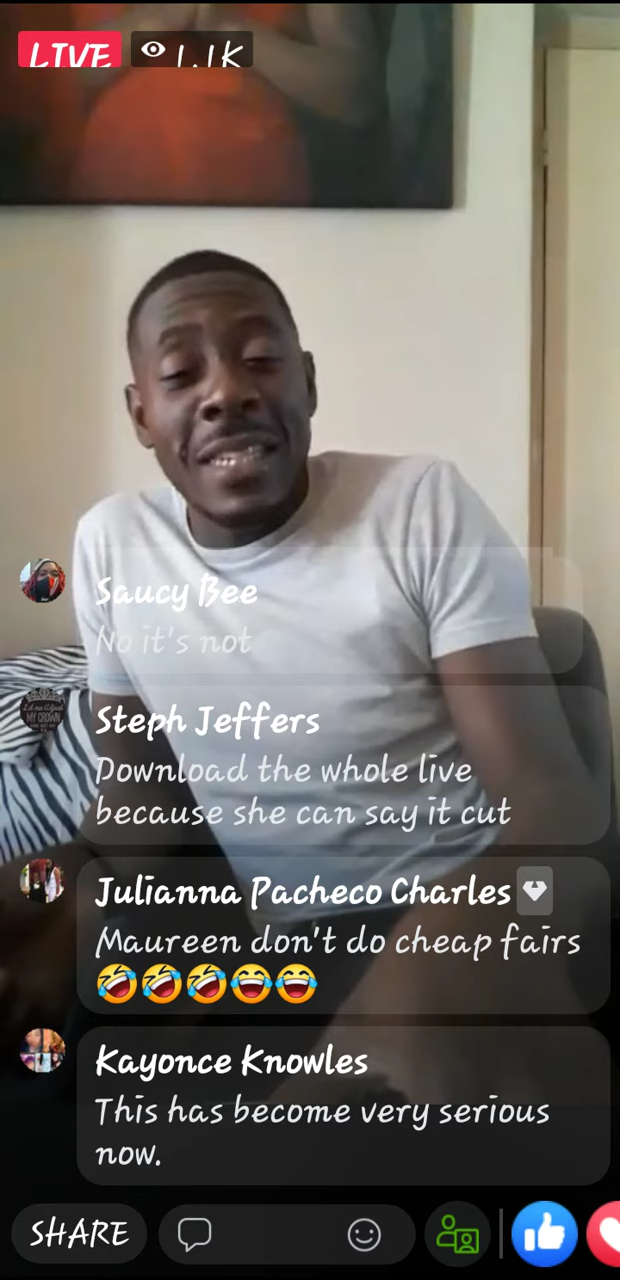 LIVE 1.1K
Saucy Bee
No it's not
Steph Jeffers
Download the whole live
because she can say it cut
Julianna Pacheco Charles
Maureen don't do cheap fairs
🤣🤣🤣😂😂
Kayonce Knowles
This has become very serious
now.
SHARE